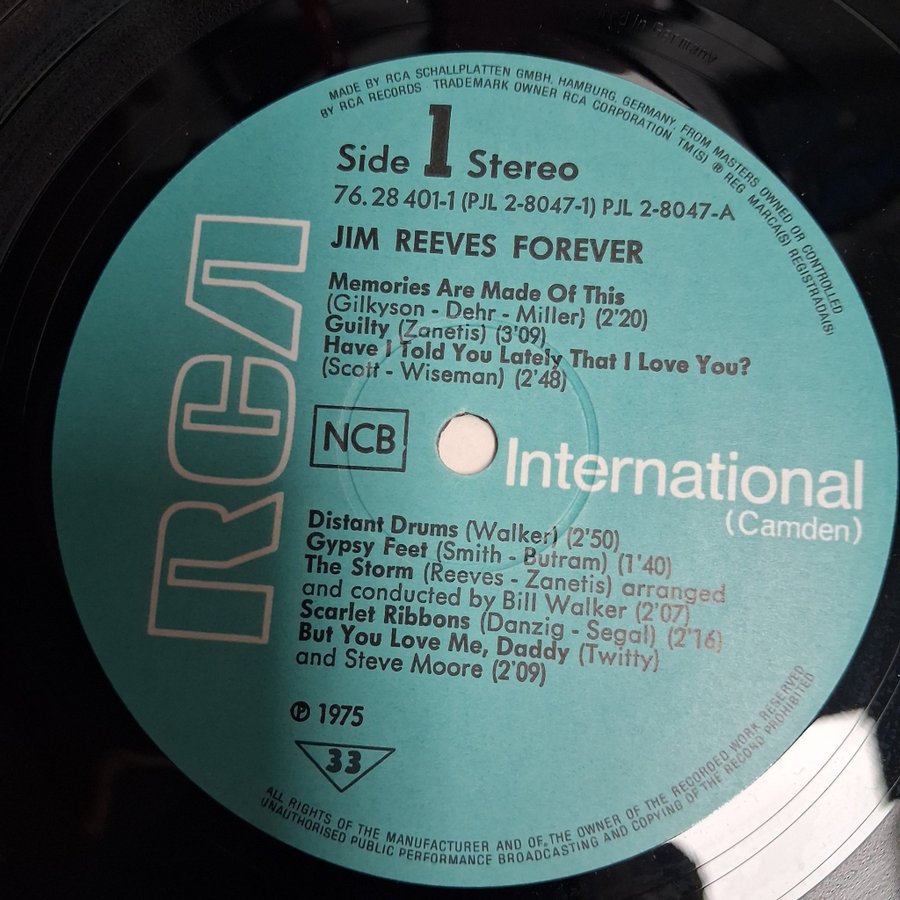 Made in Germany
MADE BY RCA SCHALLPLATTEN GMBH, HAMBURG, GERMANY, FROM MASTERS OWNED OR CONTROLLED
BY RCA RECORDS TRADEMARK OWNER RCA CORPORATION TM(S) ® REG MARCA(S) REGISTRADA(S)
Side 1 Stereo
76.28 401-1 (PJL 2-8047-1) PJL 2-8047-A
JIM REEVES FOREVER
Memories Are Made Of This
(Gilkyson - Dehr - Miller) (2'20)
Guilty (Zanetis) (3'09)
Have I Told You Lately That I Love You?
(Scott - Wiseman) (2'48)
RCA
NCB
International
(Camden)
Distant Drums (Walker) (2'50)
Gypsy Feet (Smith - Butram) (1'40)
The Storm (Reeves - Zanetis) arranged
and conducted by Bill Walker (2'07)
Scarlet Ribbons (Danzig - Segal) (2'16)
But You Love Me, Daddy (Twitty)
and Steve Moore (2'09)
℗ 1975
33
ALL RIGHTS OF THE MANUFACTURER AND OF THE OWNER OF THE RECORDED WORK RESERVED
UNAUTHORISED PUBLIC PERFORMANCE BROADCASTING AND COPYING OF THE RECORD PROHIBITED